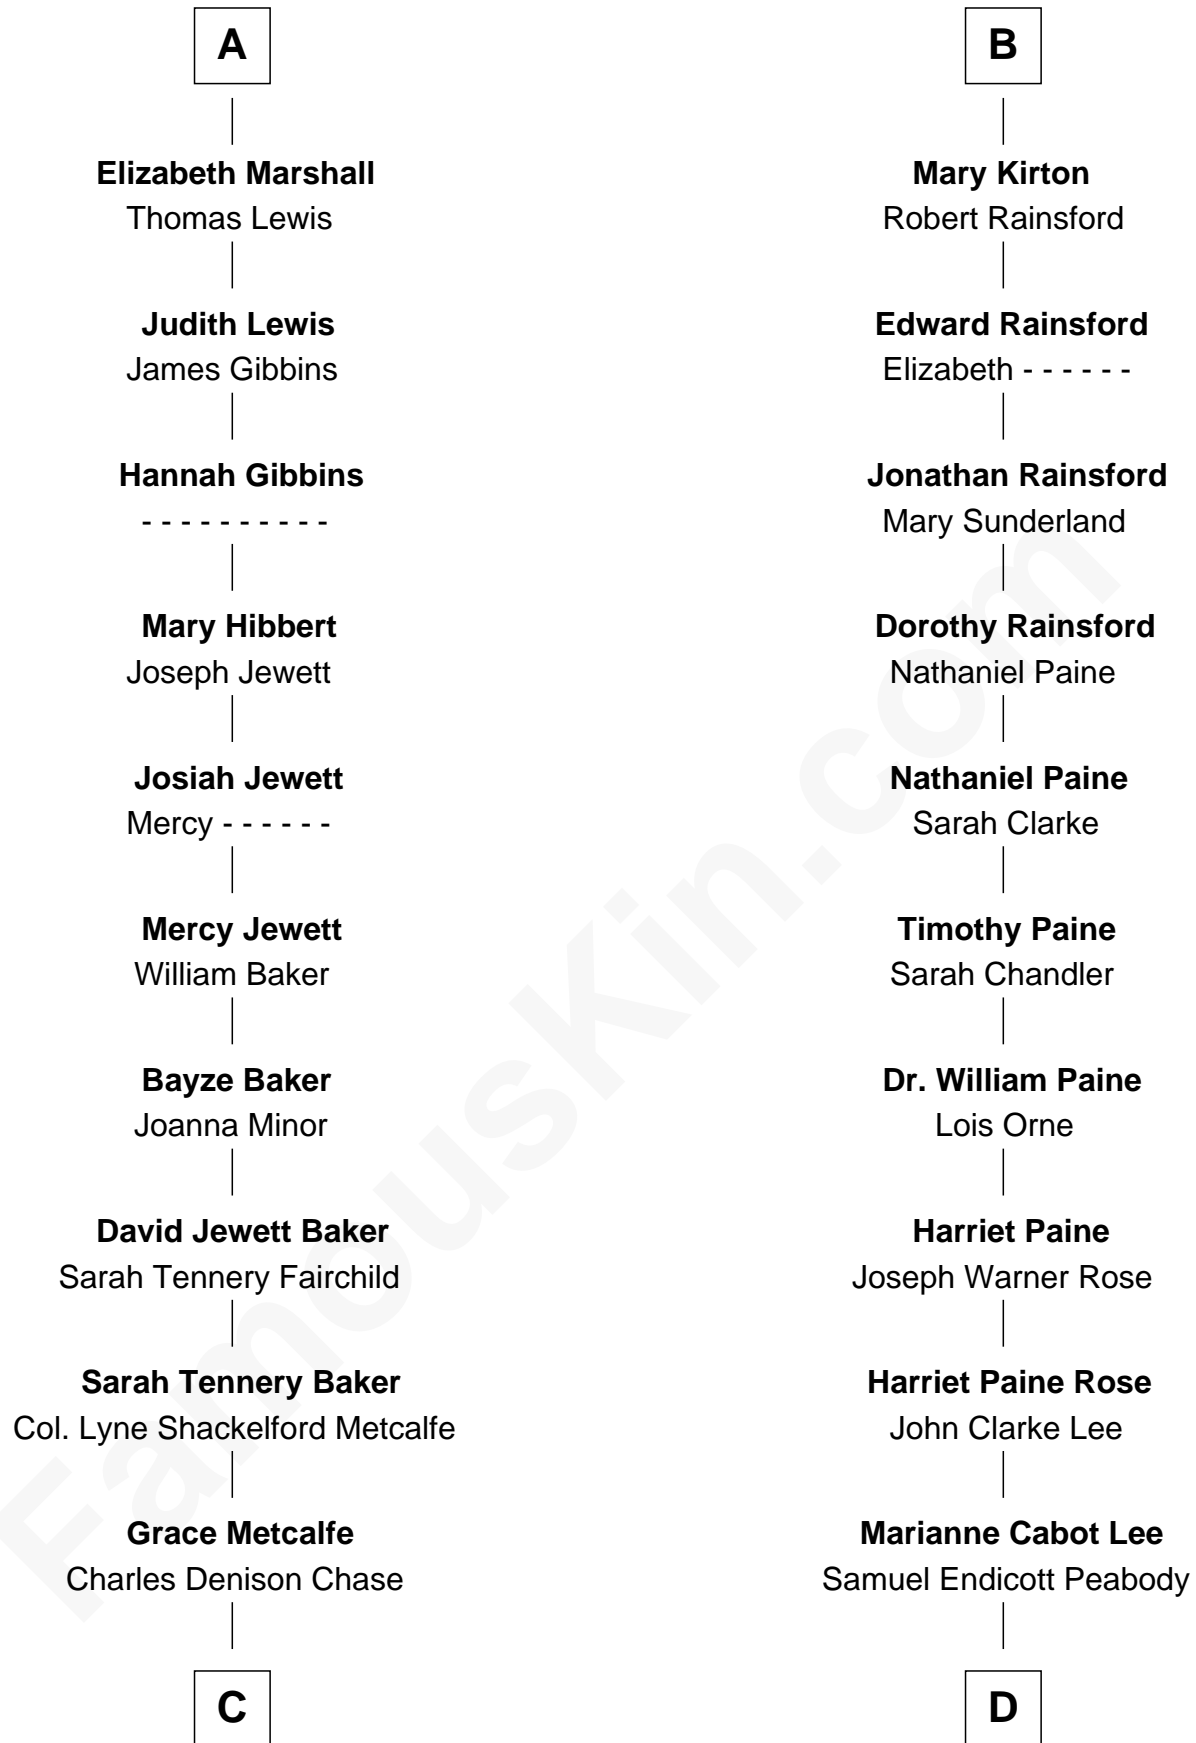 A
Elizabeth Marshall
Thomas Lewis
Judith Lewis
James Gibbins
Hannah Gibbins
- - - - - - - - - -
Mary Hibbert
Joseph Jewett
Josiah Jewett
Mercy - - - - - -
Mercy Jewett
William Baker
Bayze Baker
Joanna Minor
David Jewett Baker
Sarah Tennery Fairchild
Sarah Tennery Baker
Col. Lyne Shackelford Metcalfe
Grace Metcalfe
Charles Denison Chase
C
B
Mary Kirton
Robert Rainsford
Edward Rainsford
Elizabeth - - - - - -
Jonathan Rainsford
Mary Sunderland
Dorothy Rainsford
Nathaniel Paine
Nathaniel Paine
Sarah Clarke
Timothy Paine
Sarah Chandler
Dr. William Paine
Lois Orne
Harriet Paine
Joseph Warner Rose
Harriet Paine Rose
John Clarke Lee
Marianne Cabot Lee
Samuel Endicott Peabody
D
FamousKin.com